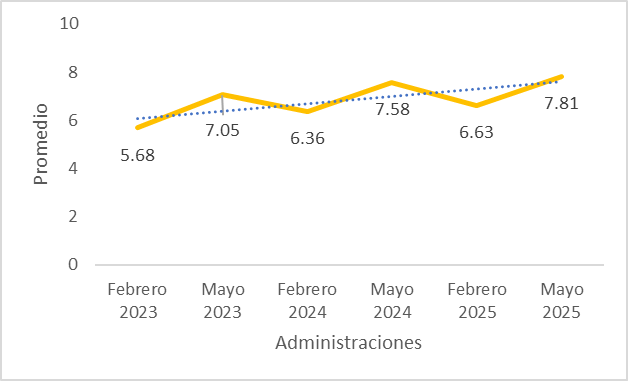 10
8
6
4
2
0
Promedio
5.68
7.05
6.36
7.58
6.63
7.81
Febrero
2023
Mayo
2023
Febrero
2024
Mayo
2024
Febrero
2025
Mayo
2025
Administraciones